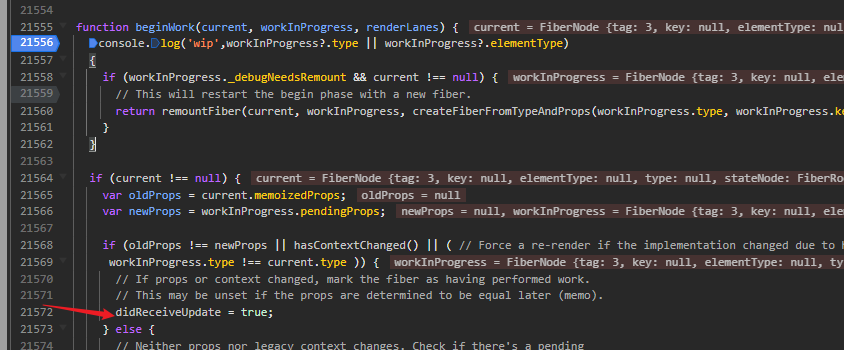 21554
21555 function beginWork(current, workInProgress, renderLanes) { current = FiberNode {tag: 3, key: null, elementType: nul
21556 console.log('wip',workInProgress?.type || workInProgress?.elementType)
21557 {
21558 if (workInProgress._debugNeedsRemount && current !== null) { workInProgress = FiberNode {tag: 3, key: null, ele
21559 // This will restart the begin phase with a new fiber.
21560 return remountFiber(current, workInProgress, createFiberFromTypeAndProps(workInProgress.type, workInProgress.ke
21561 }
21562 }
21563
21564 if (current !== null) { current = FiberNode {tag: 3, key: null, elementType: null, type: null, stateNode: FiberRo
21565 var oldProps = current.memoizedProps; oldProps = null
21566 var newProps = workInProgress.pendingProps; newProps = null, workInProgress = FiberNode {tag: 3, key: null, ele
21567
21568 if (oldProps !== newProps || hasContextChanged() || ( // Force a re-render if the implementation changed due to h
21569 workInProgress.type !== current.type )) { workInProgress = FiberNode {tag: 3, key: null, elementType: null, ty
21570 // If props or context changed, mark the fiber as having performed work.
21571 // This may be unset if the props are determined to be equal later (memo).
21572 didReceiveUpdate = true;
21573 } else {
21574 // Neither props nor legacy context changes. Check if there's a pending